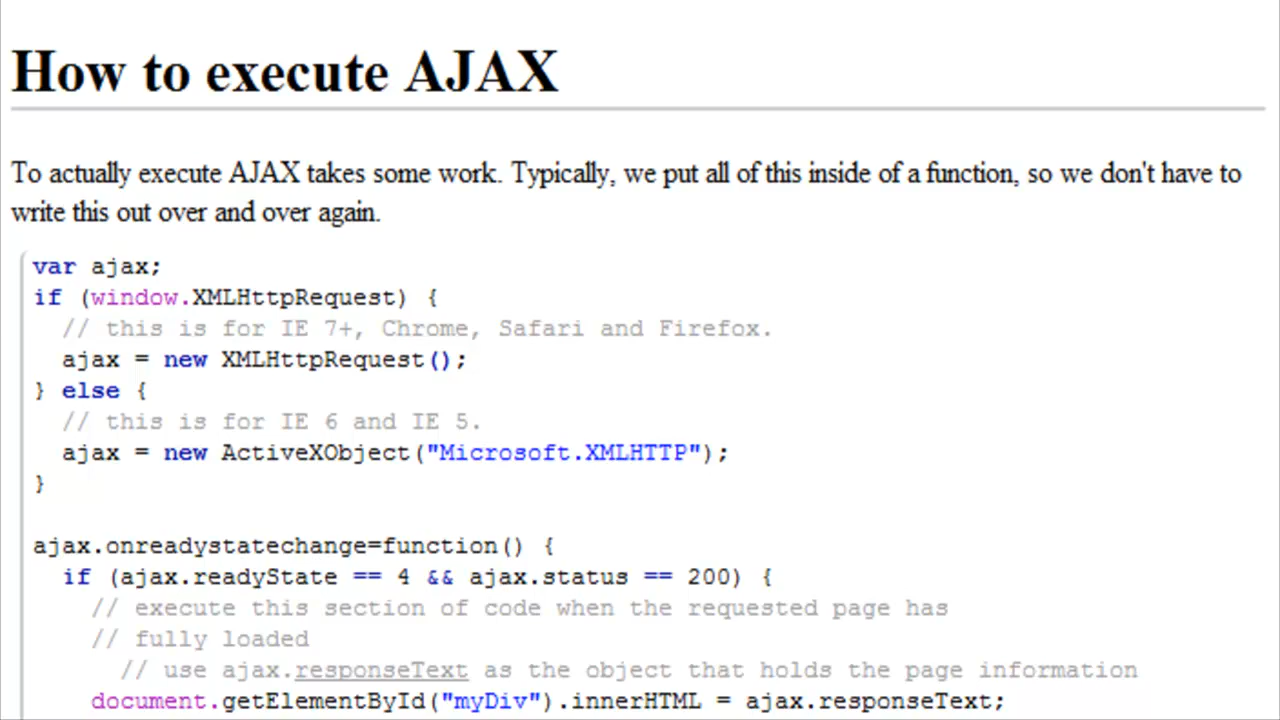 How to execute AJAX
To actually execute AJAX takes some work. Typically, we put all of this inside of a function, so we don't have to
write this out over and over again.
var ajax;
if (window.XMLHttpRequest) {
  // this is for IE 7+, Chrome, Safari and Firefox.
  ajax = new XMLHttpRequest();
} else {
  // this is for IE 6 and IE 5.
  ajax = new ActiveXObject("Microsoft.XMLHTTP");
}
ajax.onreadystatechange=function() {
  if (ajax.readyState == 4 && ajax.status == 200) {
    // execute this section of code when the requested page has
    // fully loaded
      // use ajax.responseText as the object that holds the page information
    document.getElementById("myDiv").innerHTML = ajax.responseText;